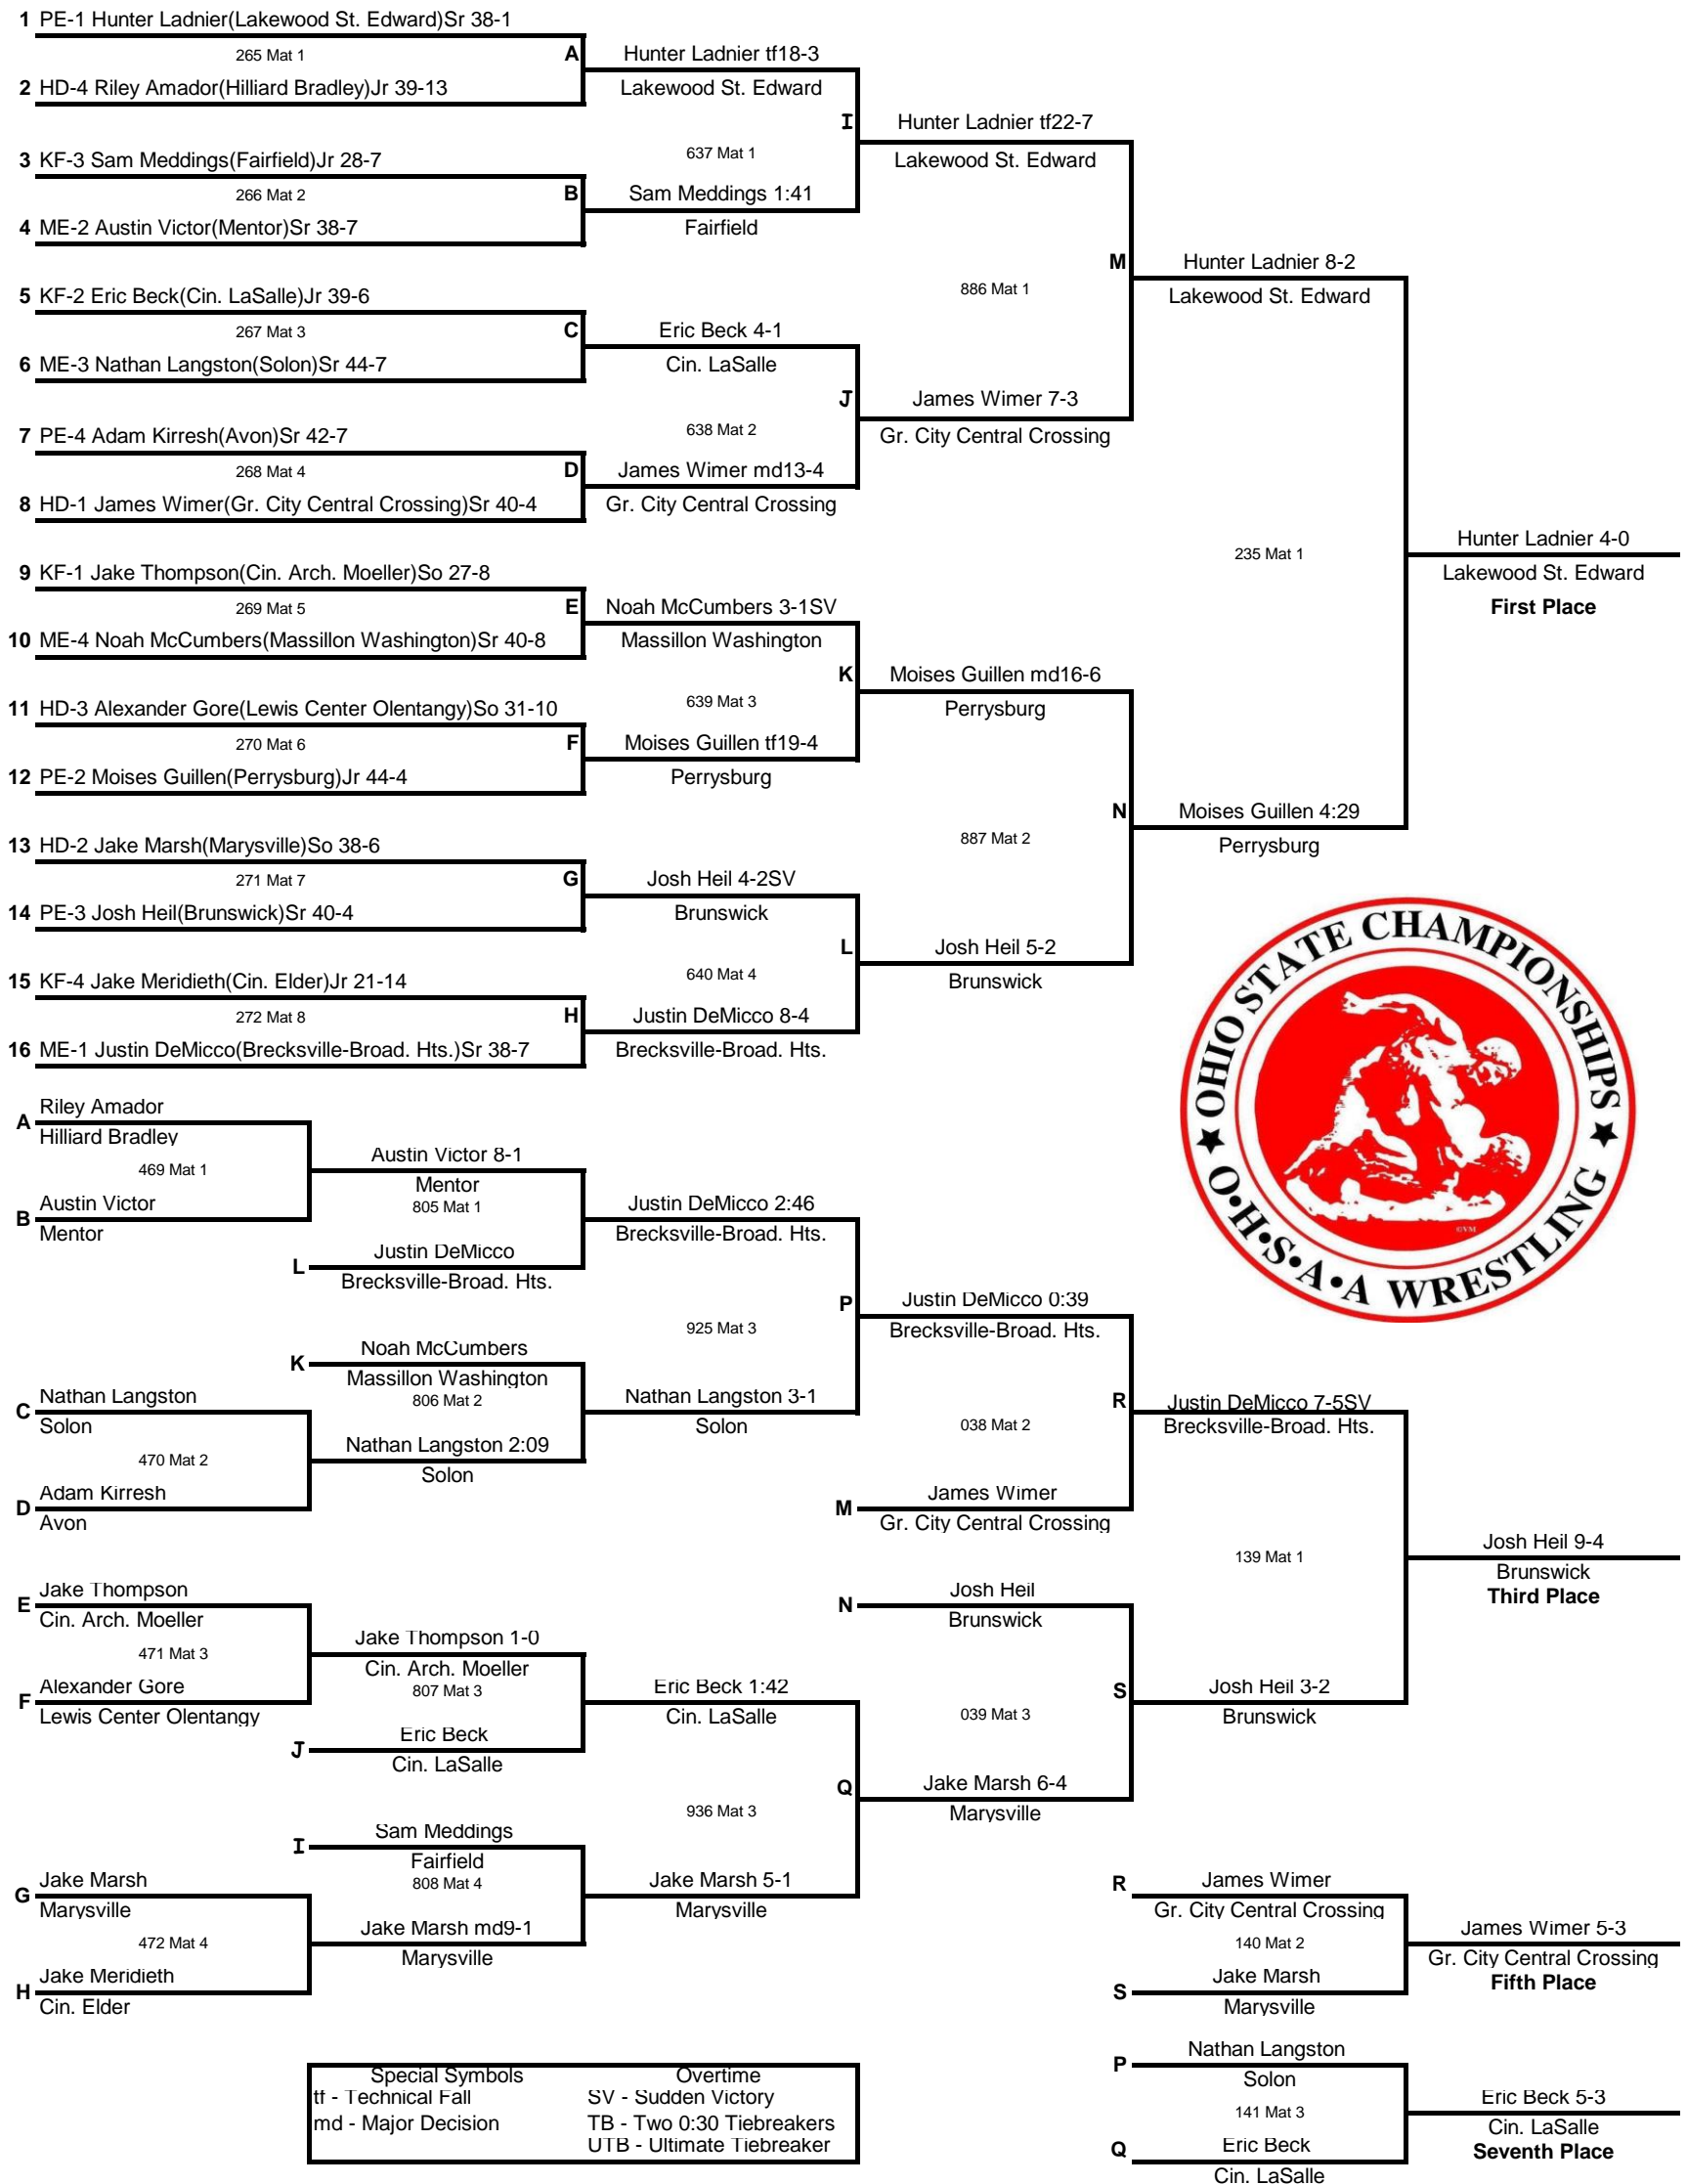 1 PE-1 Hunter Ladnier(Lakewood St. Edward)Sr 38-1
265 Mat 1
A
2 HD-4 Riley Amador(Hilliard Bradley)Jr 39-13
Hunter Ladnier tf18-3
Lakewood St. Edward
3 KF-3 Sam Meddings(Fairfield)Jr 28-7
266 Mat 2
B
4 ME-2 Austin Victor(Mentor)Sr 38-7
Sam Meddings 1:41
Fairfield
637 Mat 1
I
Hunter Ladnier tf22-7
Lakewood St. Edward
5 KF-2 Eric Beck(Cin. LaSalle)Jr 39-6
267 Mat 3
C
6 ME-3 Nathan Langston(Solon)Sr 44-7
Eric Beck 4-1
Cin. LaSalle
7 PE-4 Adam Kirresh(Avon)Sr 42-7
268 Mat 4
D
8 HD-1 James Wimer(Gr. City Central Crossing)Sr 40-4
James Wimer md13-4
Gr. City Central Crossing
638 Mat 2
J
James Wimer 7-3
Gr. City Central Crossing
886 Mat 1
M
Hunter Ladnier 8-2
Lakewood St. Edward
9 KF-1 Jake Thompson(Cin. Arch. Moeller)So 27-8
269 Mat 5
E
10 ME-4 Noah McCumbers(Massillon Washington)Sr 40-8
Noah McCumbers 3-1SV
Massillon Washington
11 HD-3 Alexander Gore(Lewis Center Olentangy)So 31-10
270 Mat 6
F
12 PE-2 Moises Guillen(Perrysburg)Jr 44-4
Moises Guillen tf19-4
Perrysburg
639 Mat 3
K
Moises Guillen md16-6
Perrysburg
13 HD-2 Jake Marsh(Marysville)So 38-6
271 Mat 7
G
14 PE-3 Josh Heil(Brunswick)Sr 40-4
Josh Heil 4-2SV
Brunswick
15 KF-4 Jake Meridieth(Cin. Elder)Jr 21-14
272 Mat 8
H
16 ME-1 Justin DeMicco(Brecksville-Broad. Hts.)Sr 38-7
Justin DeMicco 8-4
Brecksville-Broad. Hts.
640 Mat 4
L
Josh Heil 5-2
Brunswick
887 Mat 2
N
Moises Guillen 4:29
Perrysburg
235 Mat 1
Hunter Ladnier 4-0
Lakewood St. Edward
First Place
OHIO STATE CHAMPIONSHIPS
★ O•H•S•A•A WRESTLING ★
©VM
A
Riley Amador
Hilliard Bradley
469 Mat 1
B
Austin Victor
Mentor
Austin Victor 8-1
Mentor
805 Mat 1
L
Justin DeMicco
Brecksville-Broad. Hts.
Justin DeMicco 2:46
Brecksville-Broad. Hts.
K
Noah McCumbers
Massillon Washington
806 Mat 2
C
Nathan Langston
Solon
470 Mat 2
D
Adam Kirresh
Avon
Nathan Langston 2:09
Solon
Nathan Langston 3-1
Solon
925 Mat 3
P
Justin DeMicco 0:39
Brecksville-Broad. Hts.
038 Mat 2
M
James Wimer
Gr. City Central Crossing
R
Justin DeMicco 7-5SV
Brecksville-Broad. Hts.
E
Jake Thompson
Cin. Arch. Moeller
471 Mat 3
F
Alexander Gore
Lewis Center Olentangy
Jake Thompson 1-0
Cin. Arch. Moeller
807 Mat 3
J
Eric Beck
Cin. LaSalle
Eric Beck 1:42
Cin. LaSalle
I
Sam Meddings
Fairfield
808 Mat 4
G
Jake Marsh
Marysville
472 Mat 4
H
Jake Meridieth
Cin. Elder
Jake Marsh md9-1
Marysville
Jake Marsh 5-1
Marysville
936 Mat 3
N
Josh Heil
Brunswick
039 Mat 3
Q
Jake Marsh 6-4
Marysville
S
Josh Heil 3-2
Brunswick
139 Mat 1
Josh Heil 9-4
Brunswick
Third Place
R
James Wimer
Gr. City Central Crossing
140 Mat 2
S
Jake Marsh
Marysville
James Wimer 5-3
Gr. City Central Crossing
Fifth Place
P
Nathan Langston
Solon
141 Mat 3
Q
Eric Beck
Cin. LaSalle
Eric Beck 5-3
Cin. LaSalle
Seventh Place
Special Symbols Overtime
tf - Technical Fall SV - Sudden Victory
md - Major Decision TB - Two 0:30 Tiebreakers
UTB - Ultimate Tiebreaker